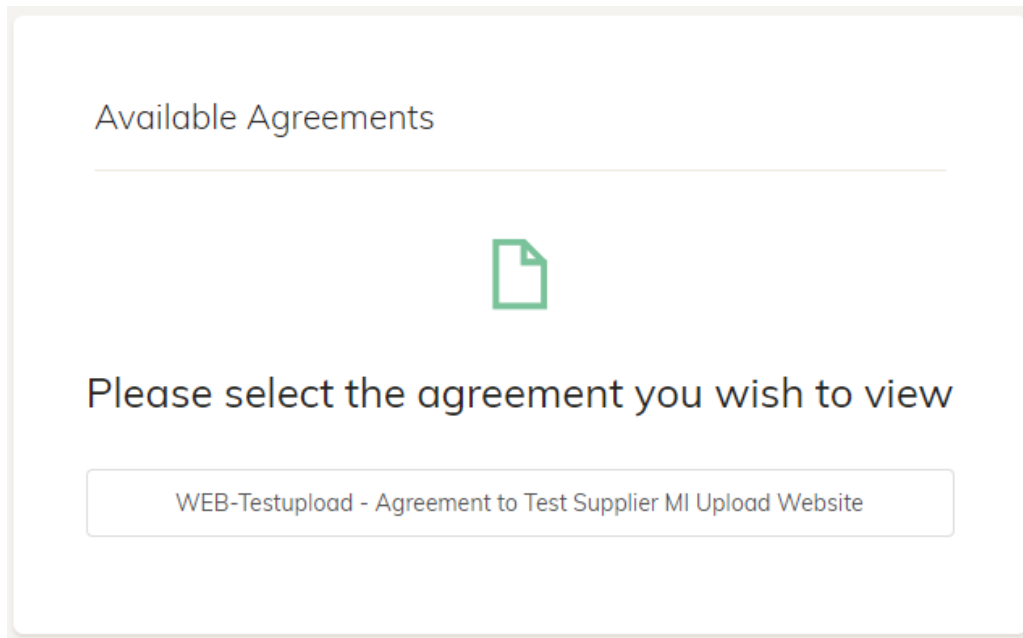 Available Agreements
Please select the agreement you wish to view
WEB-Testupload - Agreement to Test Supplier MI Upload Website